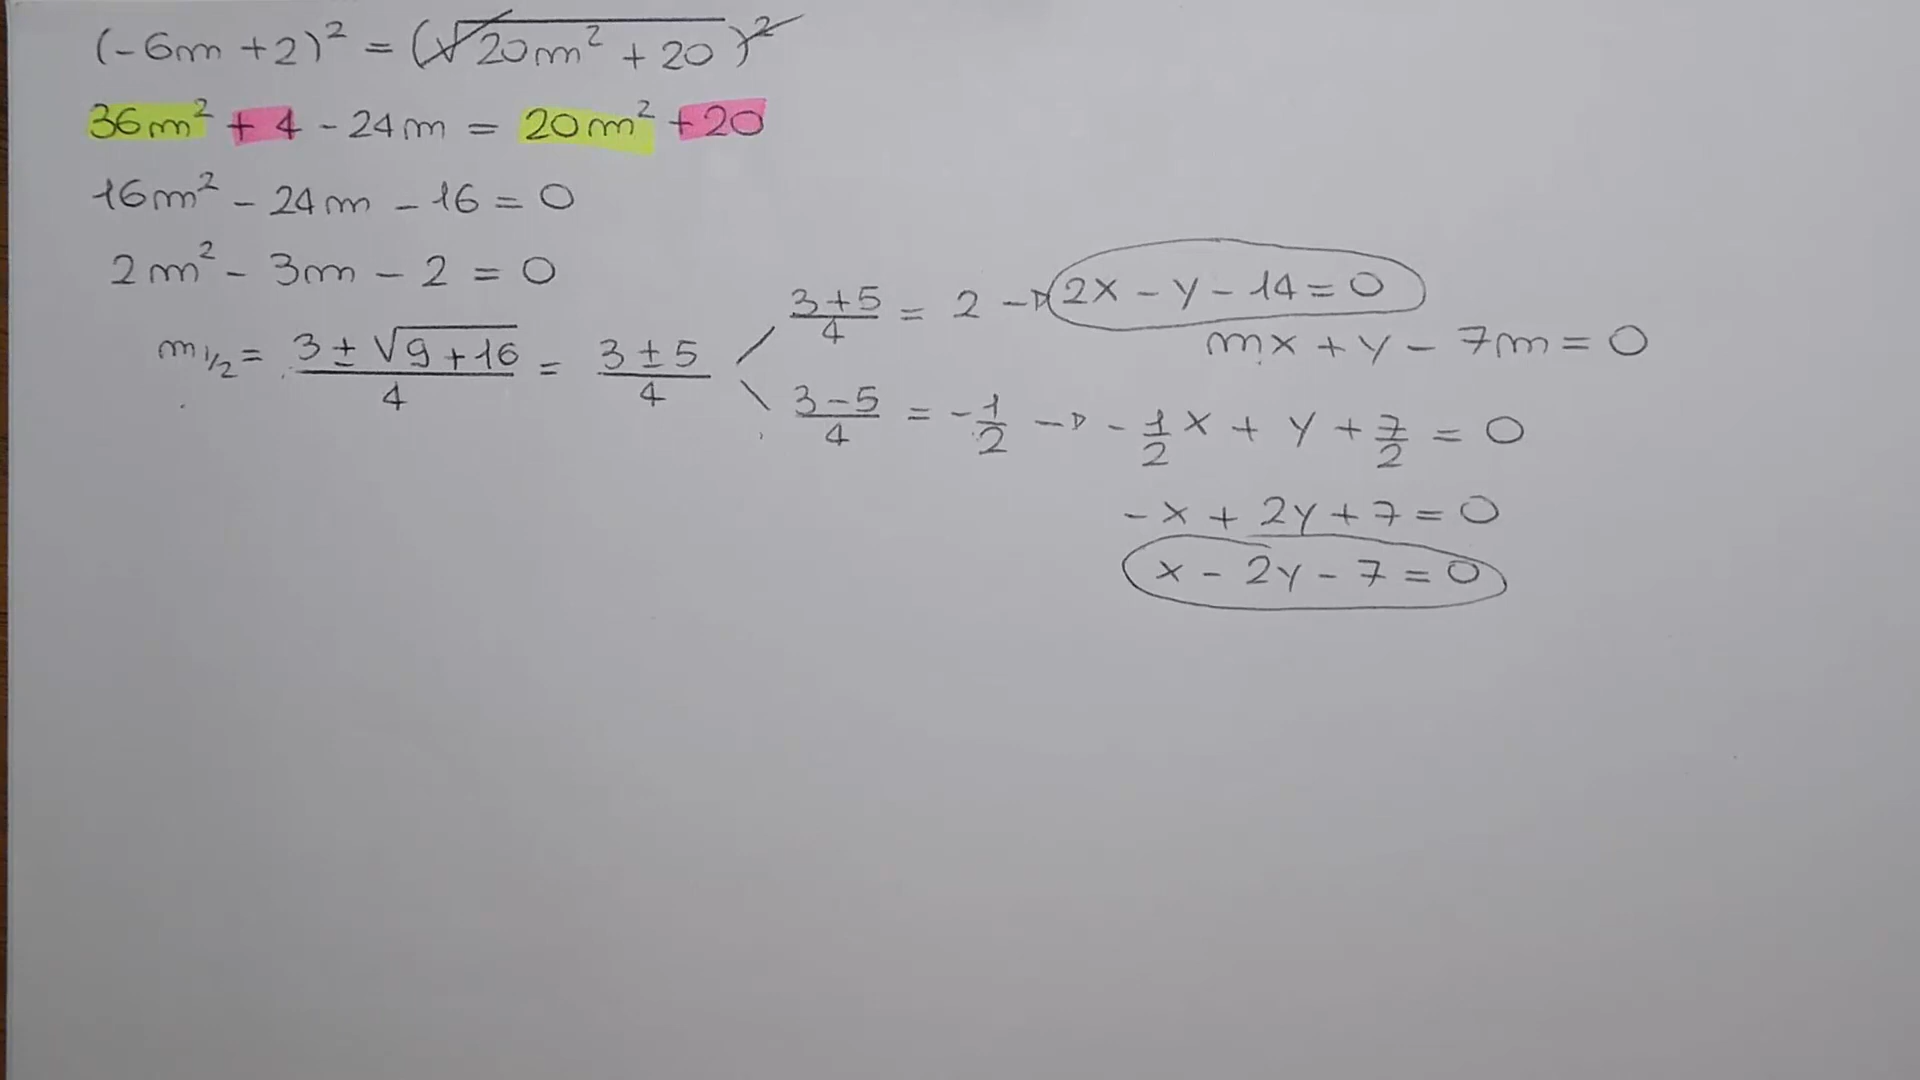 (-6m+2)² = (√20m²+20)²
36m² + 4 - 24m = 20m² + 20
16m² - 24m - 16 = 0
2m² - 3m - 2 = 0
m1/2 = 3±√9+16/4 = 3±5/4
3+5/4 = 2 → 2x - y - 14 = 0
mx + y - 7m = 0
3-5/4 = -1/2 → -1/2x + y + 7/2 = 0
-x + 2y + 7 = 0
x - 2y - 7 = 0